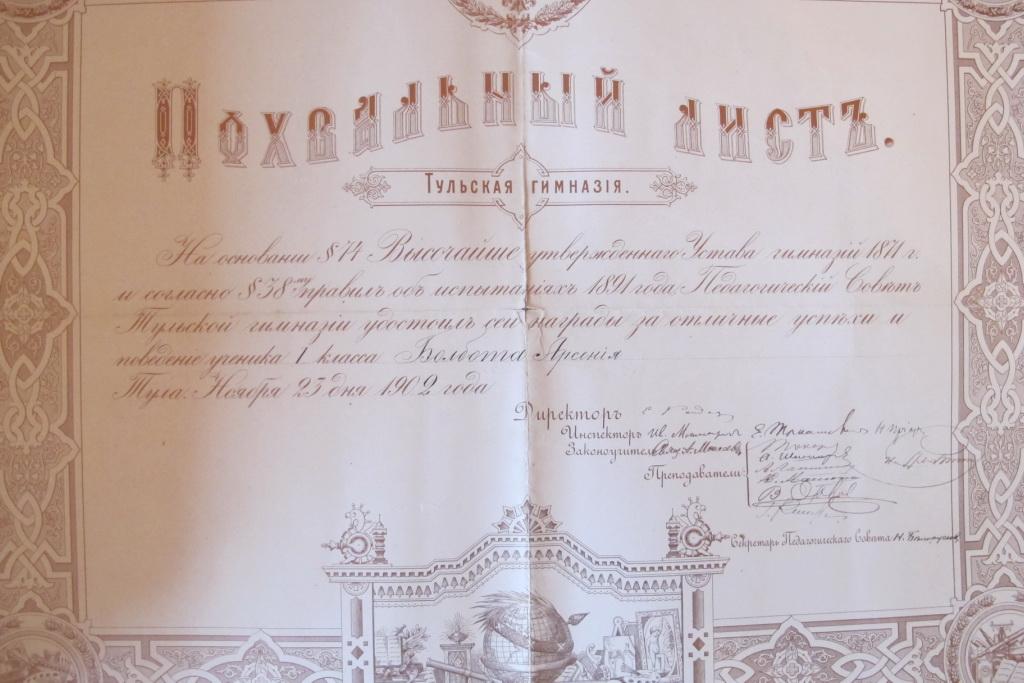 Похвальный листъ.
Тульская гимназія.
На основаніи § 74 Высочайше утвержденнаго Устава гимназій 1871 г.
и согласно § 38му правилъ объ испытаніяхъ 1891 года, Педагогическій Совѣтъ
Тульской гимназіи удостоилъ сей награды за отличные успѣхи и
поведеніе ученика 1 класса Болбота Арсенія
Тула. Ноября 25 дня 1902 года
Директоръ
Инспекторъ
Законоучитель
Преподаватели:
Секретарь Педагогическаго Совѣта